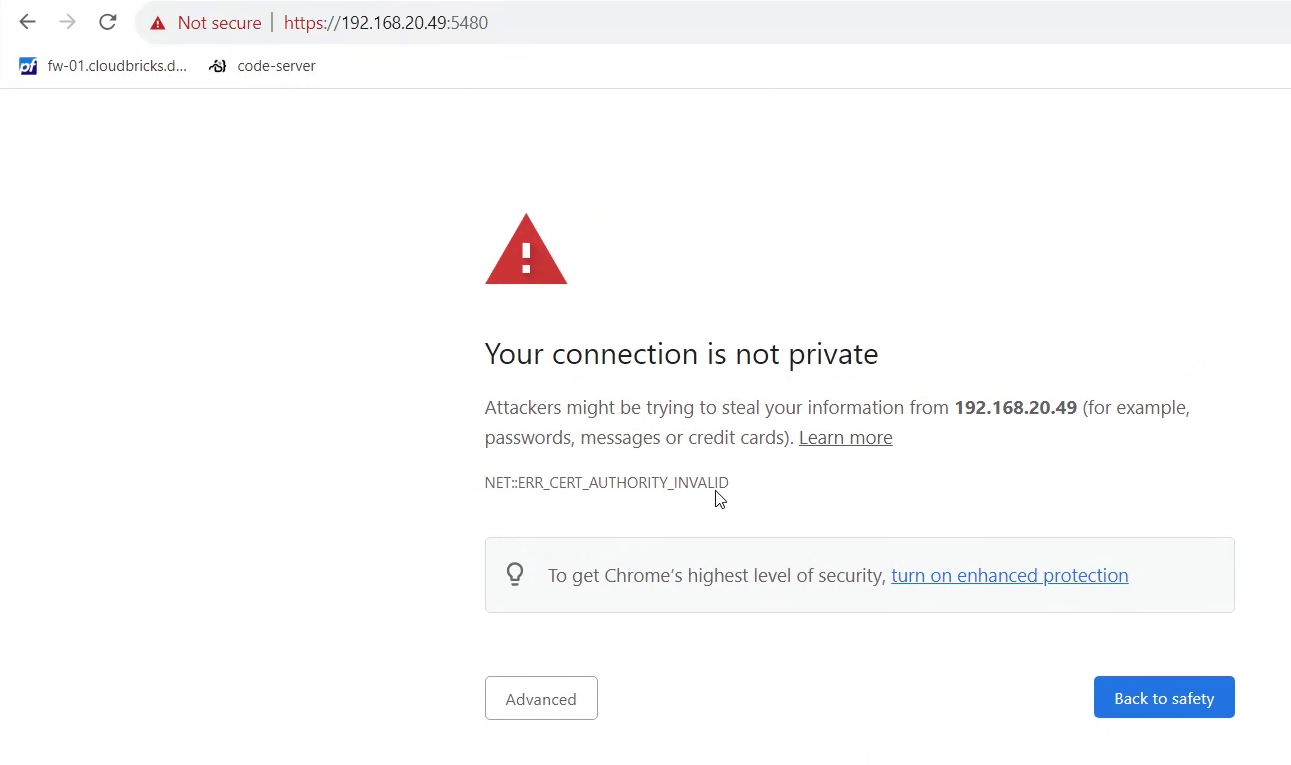 Not secure | https://192.168.20.49:5480
pf fw-01.cloudbricks.d... code-server
!
Your connection is not private
Attackers might be trying to steal your information from 192.168.20.49 (for example,
passwords, messages or credit cards). Learn more
NET::ERR_CERT_AUTHORITY_INVALID
To get Chrome's highest level of security, turn on enhanced protection
Advanced Back to safety